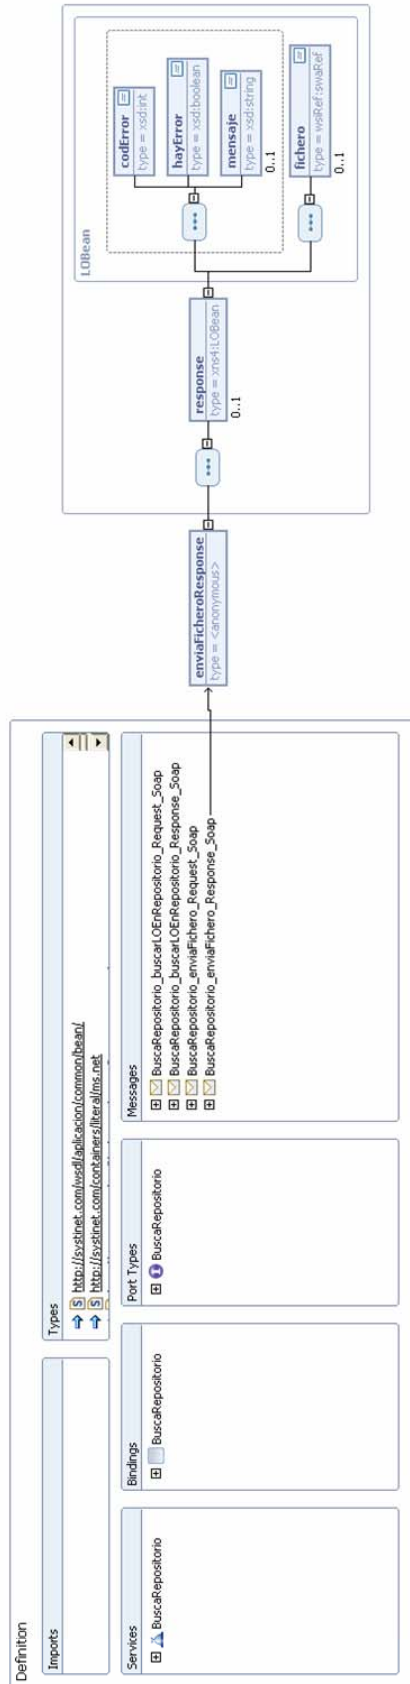 Definition
Imports
Types
http://systinet.com/wsdl/aplicacion/common/bean/
http://systinet.com/containers/literal/ms.net
Services
BuscaRepositorio
Bindings
BuscaRepositorio
Port Types
BuscaRepositorio
Messages
BuscaRepositorio_buscarLOEnRepositorio_Request_Soap
BuscaRepositorio_buscarLOEnRepositorio_Response_Soap
BuscaRepositorio_enviaFichero_Request_Soap
BuscaRepositorio_enviaFichero_Response_Soap
enviaFicheroResponse
type = <anonymous>
response
type = xns4:LOBean
0..1
LOBean
codError
type = xsd:int
hayError
type = xsd:boolean
mensaje
type = xsd:string
0..1
fichero
type = wsiRef:swaRef
0..1